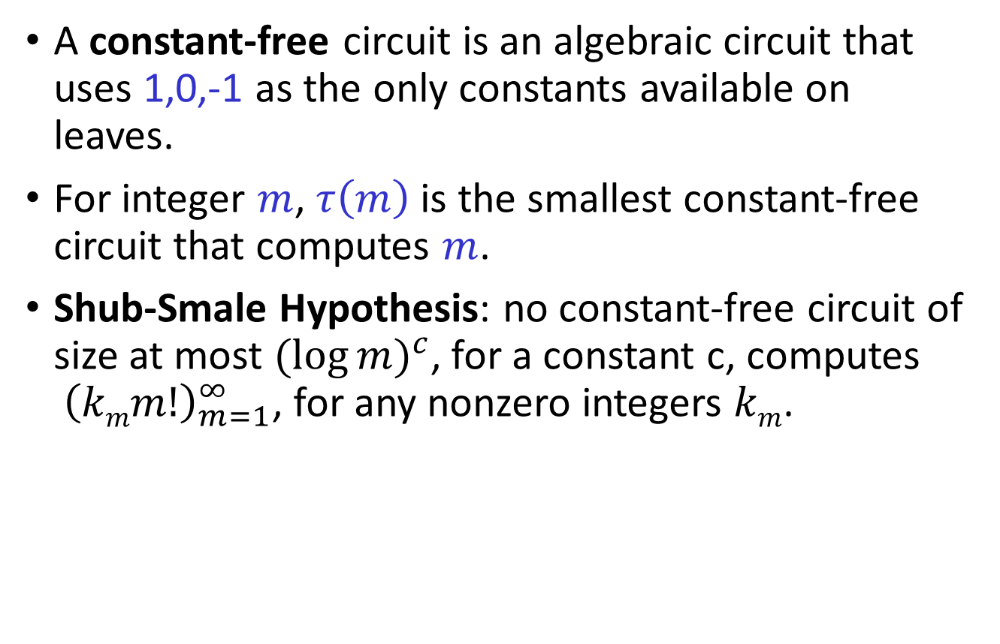 • A constant-free circuit is an algebraic circuit that
uses 1,0,-1 as the only constants available on
leaves.
• For integer 𝑚, 𝜏(𝑚) is the smallest constant-free
circuit that computes 𝑚.
• Shub-Smale Hypothesis: no constant-free circuit of
size at most (log 𝑚)^𝑐, for a constant c, computes
(𝑘_𝑚 𝑚!)_{𝑚=1}^∞, for any nonzero integers 𝑘_𝑚.